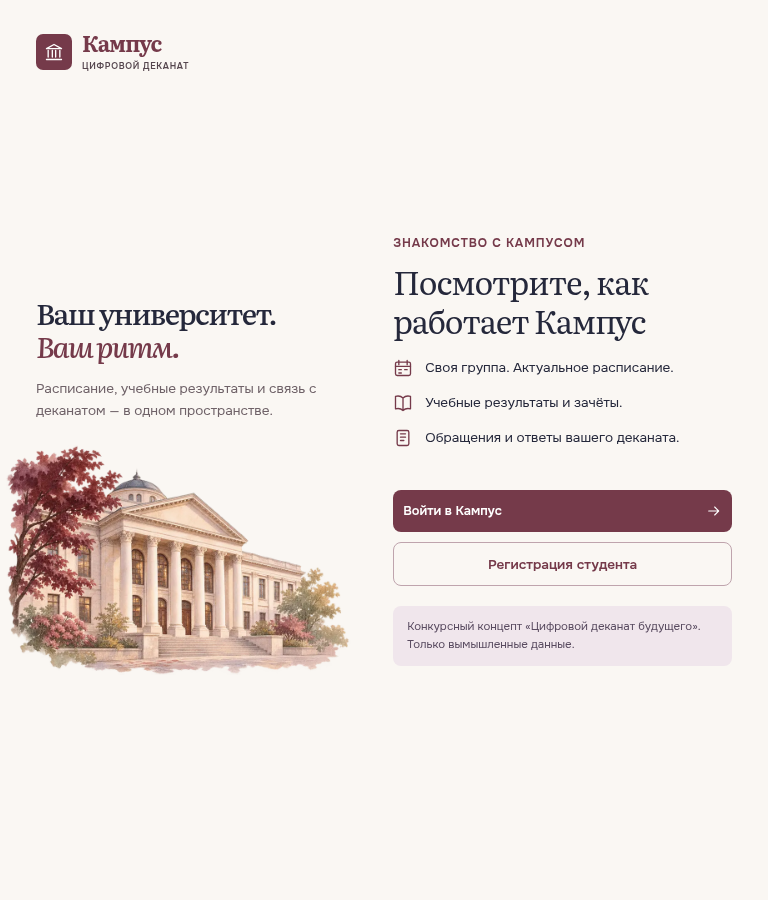 Кампус
ЦИФРОВОЙ ДЕКАНАТ
Ваш университет.
Ваш ритм.
Расписание, учебные результаты и связь с
деканатом — в одном пространстве.
ЗНАКОМСТВО С КАМПУСОМ
Посмотрите, как
работает Кампус
Своя группа. Актуальное расписание.
Учебные результаты и зачёты.
Обращения и ответы вашего деканата.
Войти в Кампус
Регистрация студента
Конкурсный концепт «Цифровой деканат будущего».
Только вымышленные данные.